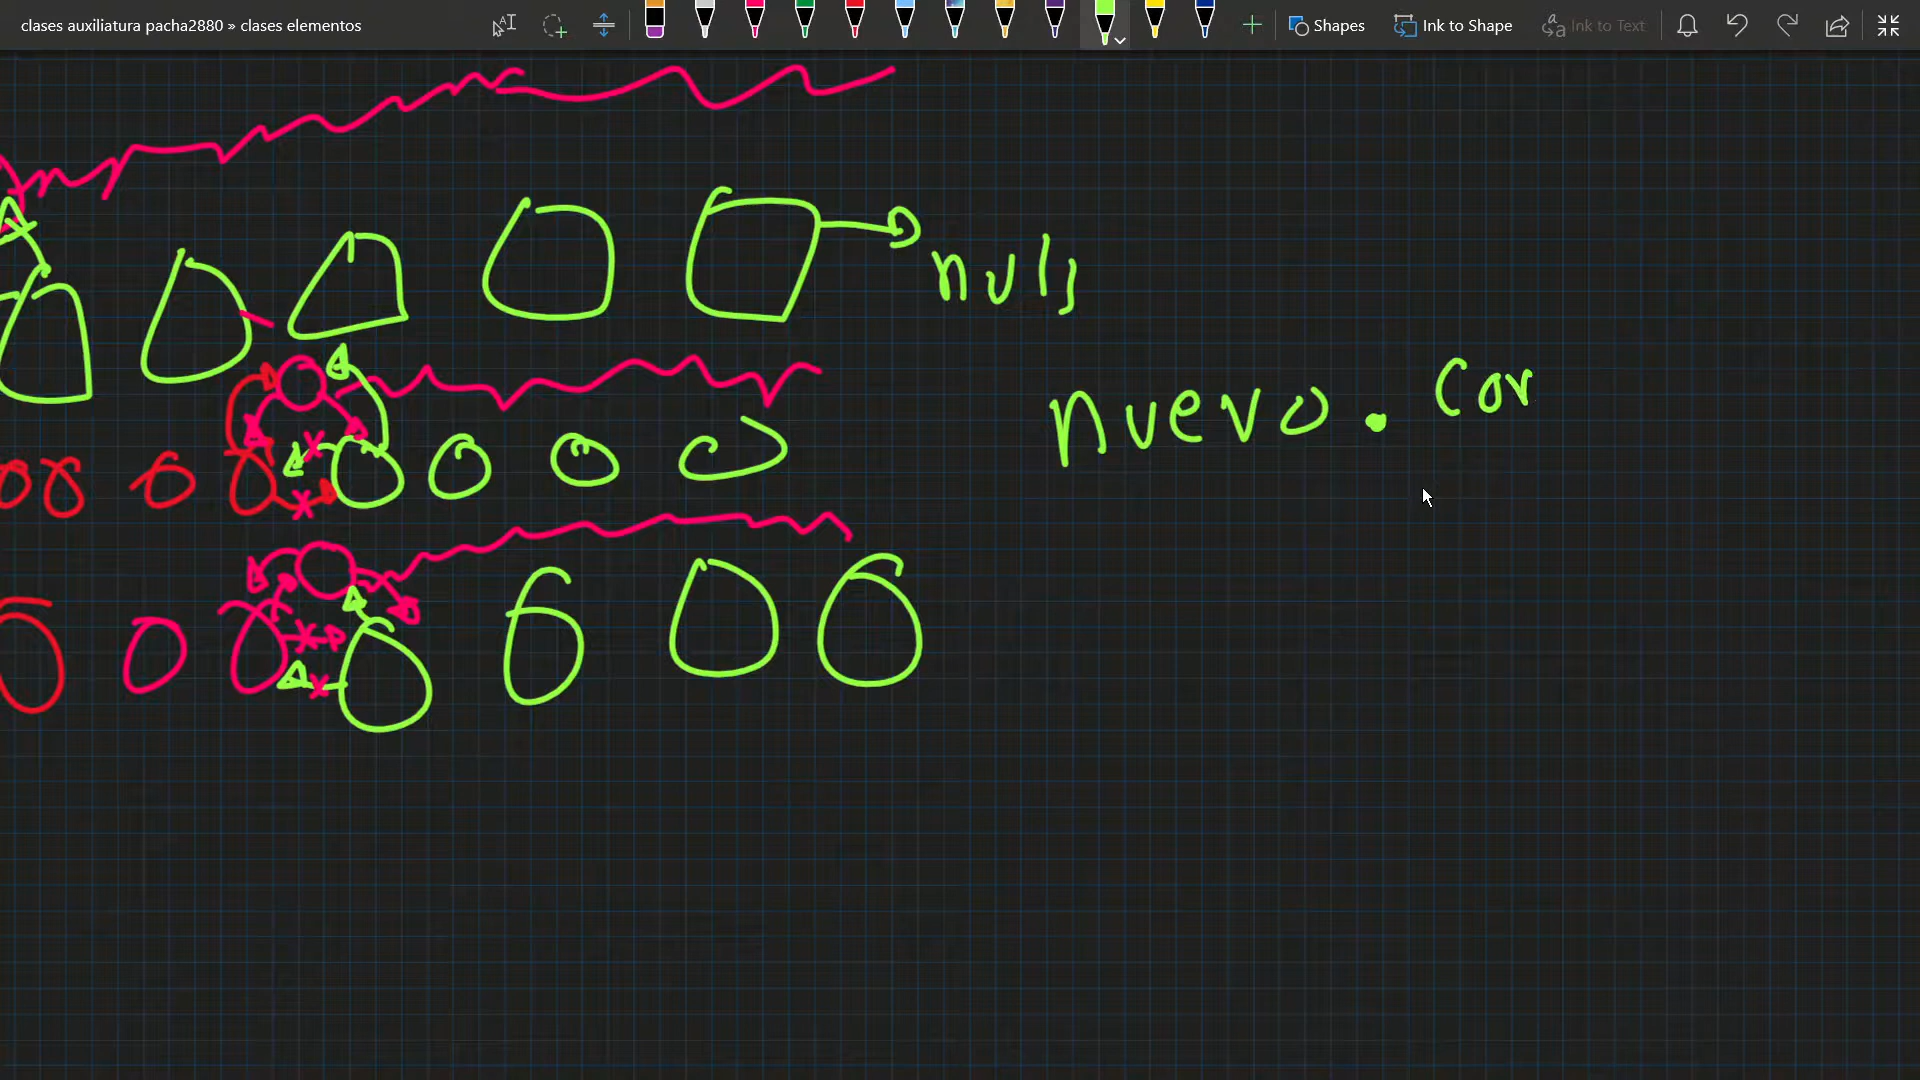 clases auxiliatura pacha2880 » clases elementos
Shapes
Ink to Shape
Ink to Text
null
nuevo. Cor